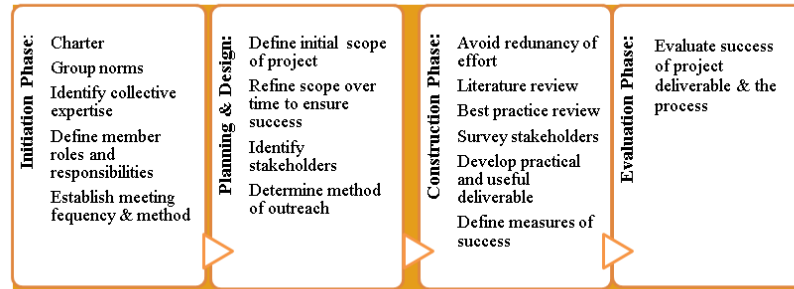 Initiation Phase:
Charter
Group norms
Identify collective
expertise
Define member
roles and
responsibilities
Establish meeting
fequency & method
Planning & Design:
Define initial scope
of project
Refine scope over
time to ensure
success
Identify
stakeholders
Determine method
of outreach
Construction Phase:
Avoid redunancy of
effort
Literature review
Best practice review
Survey stakeholders
Develop practical
and useful
deliverable
Define measures of
success
Evaluation Phase:
Evaluate success
of project
deliverable & the
process